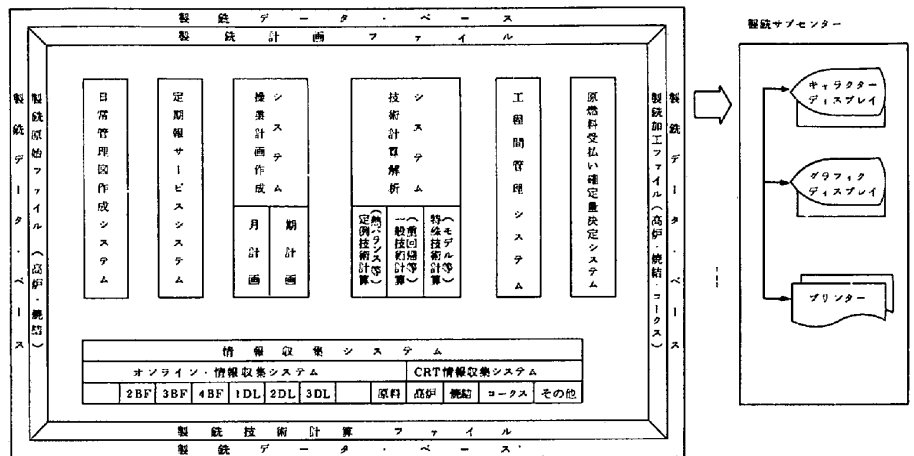 製銑データ・ベース
製銑計画ファイル
製銑データ・ベース
製銑原始ファイル(高炉・焼結)
日常管理図作成システム
定期報サービスシステム
操業計画作成
システム
月計画
期計画
技術計算解析
システム
定例技術計算
(熱バランス等)
一般技術計算
(重回帰等)
特殊技術計算
(モデル等)
工程間管理システム
原燃料受払い確定量決定システム
製銑加工ファイル(高炉・焼結・コークス)
製銑データ・ベース
情報収集システム
オンライン・情報収集システム
CRT情報収集システム
2BF 3BF 4BF 1DL 2DL 3DL 原料 高炉 焼結 コークス その他
製銑技術計算ファイル
製銑データ・ベース
製銑サブセンター
キャラクター
ディスプレイ
グラフィク
ディスプレイ
プリンター